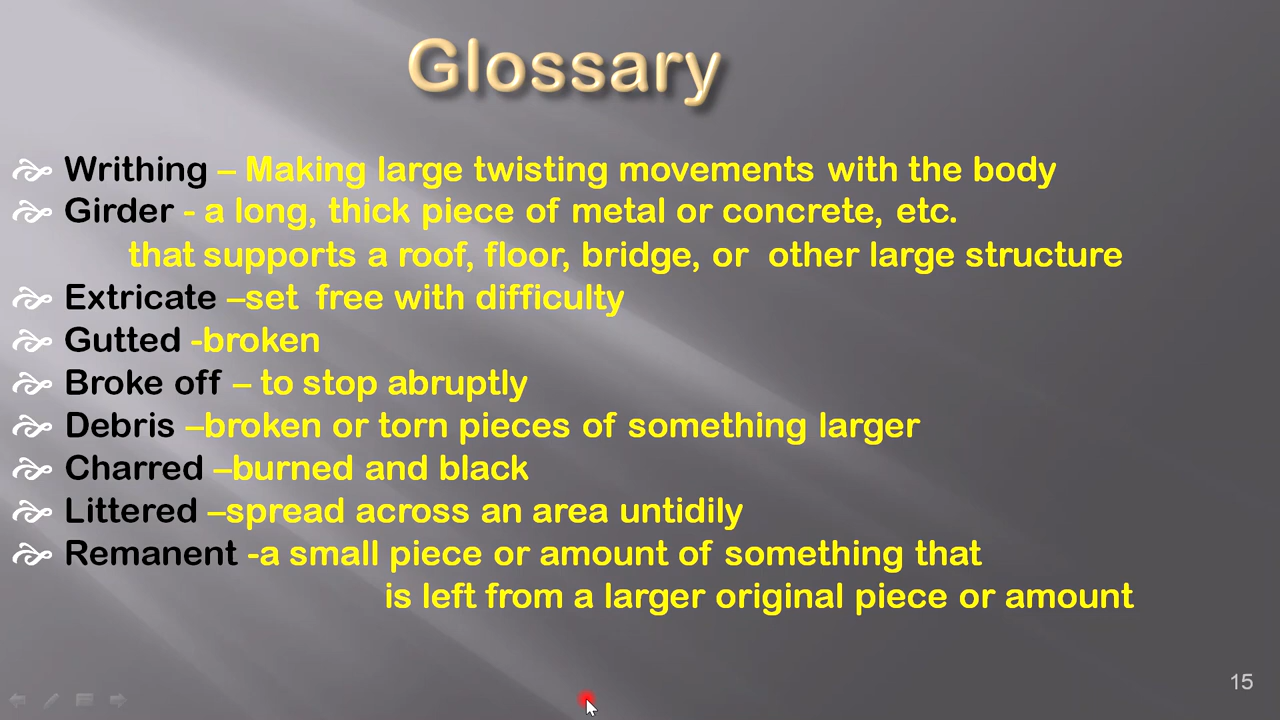 Glossary
Writhing – Making large twisting movements with the body
Girder - a long, thick piece of metal or concrete, etc.
that supports a roof, floor, bridge, or other large structure
Extricate –set free with difficulty
Gutted -broken
Broke off – to stop abruptly
Debris –broken or torn pieces of something larger
Charred –burned and black
Littered –spread across an area untidily
Remanent -a small piece or amount of something that
is left from a larger original piece or amount
15